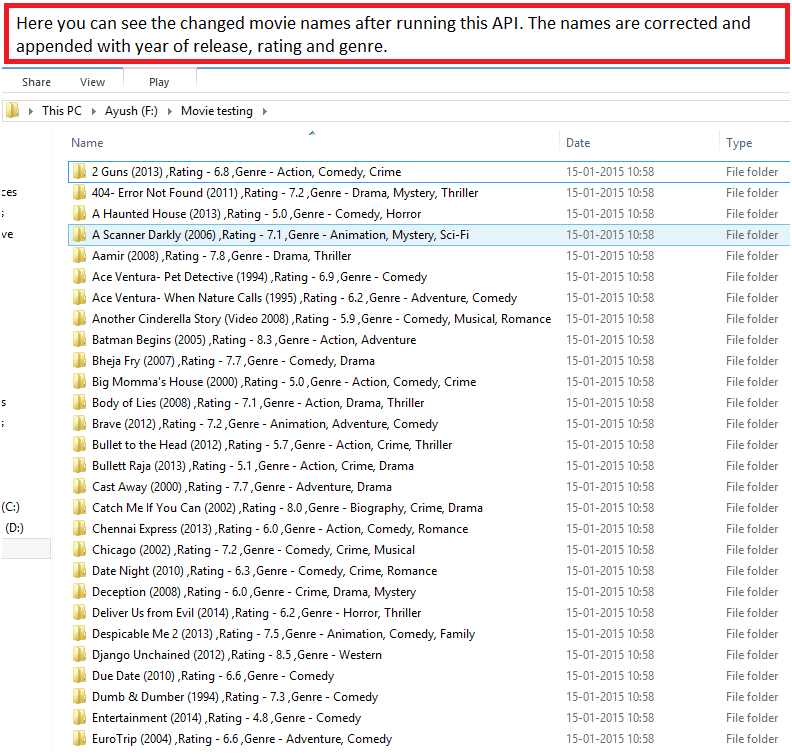 Here you can see the changed movie names after running this API. The names are corrected and
appended with year of release, rating and genre.
Share View Play
This PC Ayush (F:) Movie testing
Name Date Type
2 Guns (2013) ,Rating - 6.8 ,Genre - Action, Comedy, Crime 15-01-2015 10:58 File folder
ces 404- Error Not Found (2011) ,Rating - 7.2 ,Genre - Drama, Mystery, Thriller 15-01-2015 10:58 File folder
s A Haunted House (2013) ,Rating - 5.0 ,Genre - Comedy, Horror 15-01-2015 10:58 File folder
ve A Scanner Darkly (2006) ,Rating - 7.1 ,Genre - Animation, Mystery, Sci-Fi 15-01-2015 10:58 File folder
Aamir (2008) ,Rating - 7.8 ,Genre - Drama, Thriller 15-01-2015 10:58 File folder
Ace Ventura- Pet Detective (1994) ,Rating - 6.9 ,Genre - Comedy 15-01-2015 10:58 File folder
Ace Ventura- When Nature Calls (1995) ,Rating - 6.2 ,Genre - Adventure, Comedy 15-01-2015 10:58 File folder
Another Cinderella Story (Video 2008) ,Rating - 5.9 ,Genre - Comedy, Musical, Romance 15-01-2015 10:58 File folder
Batman Begins (2005) ,Rating - 8.3 ,Genre - Action, Adventure 15-01-2015 10:58 File folder
Bheja Fry (2007) ,Rating - 7.7 ,Genre - Comedy, Drama 15-01-2015 10:58 File folder
Big Momma's House (2000) ,Rating - 5.0 ,Genre - Action, Comedy, Crime 15-01-2015 10:58 File folder
s Body of Lies (2008) ,Rating - 7.1 ,Genre - Action, Drama, Thriller 15-01-2015 10:58 File folder
Brave (2012) ,Rating - 7.2 ,Genre - Animation, Adventure, Comedy 15-01-2015 10:58 File folder
Bullet to the Head (2012) ,Rating - 5.7 ,Genre - Action, Crime, Thriller 15-01-2015 10:58 File folder
Bullett Raja (2013) ,Rating - 5.1 ,Genre - Action, Crime, Drama 15-01-2015 10:58 File folder
Cast Away (2000) ,Rating - 7.7 ,Genre - Adventure, Drama 15-01-2015 10:58 File folder
(C:) Catch Me If You Can (2002) ,Rating - 8.0 ,Genre - Biography, Crime, Drama 15-01-2015 10:58 File folder
(D:) Chennai Express (2013) ,Rating - 6.0 ,Genre - Action, Comedy, Romance 15-01-2015 10:58 File folder
Chicago (2002) ,Rating - 7.2 ,Genre - Comedy, Crime, Musical 15-01-2015 10:58 File folder
Date Night (2010) ,Rating - 6.3 ,Genre - Comedy, Crime, Romance 15-01-2015 10:58 File folder
Deception (2008) ,Rating - 6.0 ,Genre - Crime, Drama, Mystery 15-01-2015 10:58 File folder
Deliver Us from Evil (2014) ,Rating - 6.2 ,Genre - Horror, Thriller 15-01-2015 10:58 File folder
Despicable Me 2 (2013) ,Rating - 7.5 ,Genre - Animation, Comedy, Family 15-01-2015 10:58 File folder
Django Unchained (2012) ,Rating - 8.5 ,Genre - Western 15-01-2015 10:58 File folder
Due Date (2010) ,Rating - 6.6 ,Genre - Comedy 15-01-2015 10:58 File folder
Dumb & Dumber (1994) ,Rating - 7.3 ,Genre - Comedy 15-01-2015 10:58 File folder
Entertainment (2014) ,Rating - 4.8 ,Genre - Comedy 15-01-2015 10:58 File folder
EuroTrip (2004) ,Rating - 6.6 ,Genre - Adventure, Comedy 15-01-2015 10:58 File folder